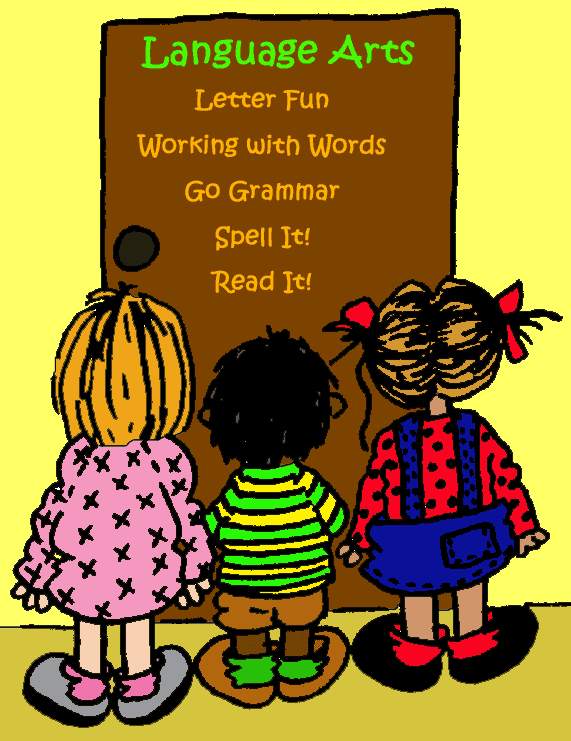 Language Arts
Letter Fun
Working with Words
Go Grammar
Spell It!
Read It!